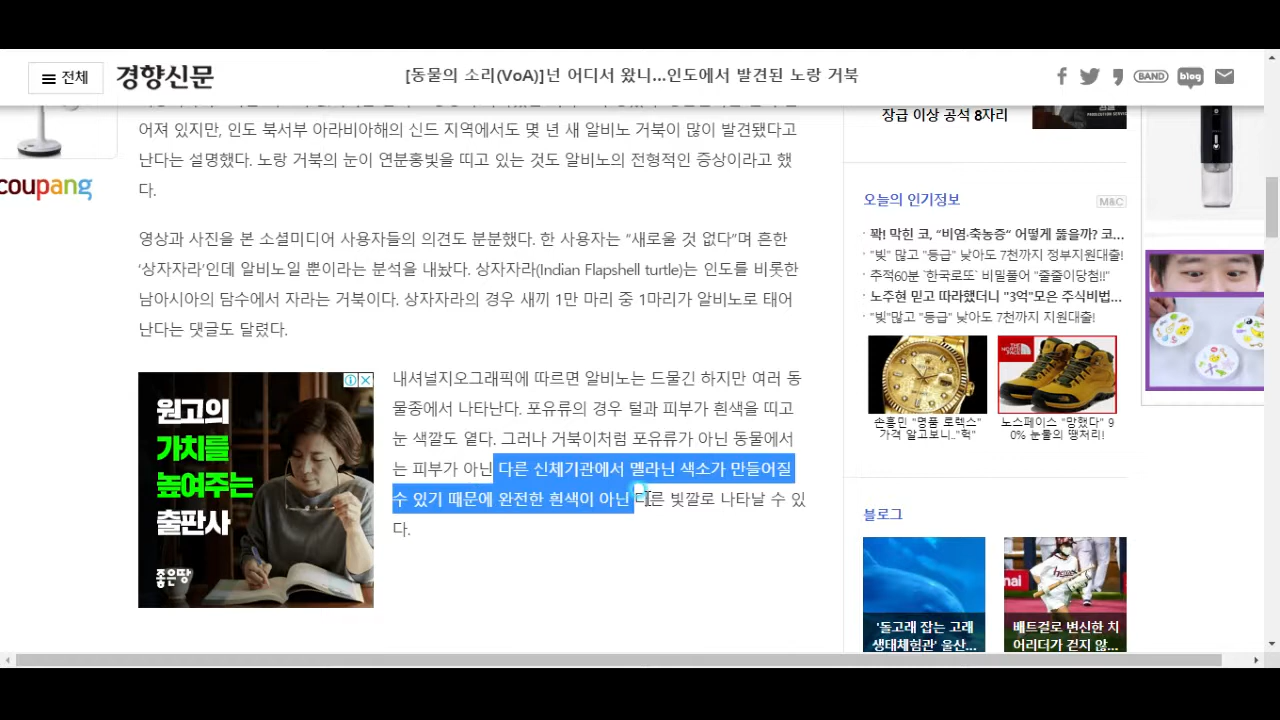 전체
경향신문
[동물의 소리(VoA)]넌 어디서 왔니...인도에서 발견된 노랑 거북
BAND
blog
어져 있지만, 인도 북서부 아라비아해의 신드 지역에서도 몇 년 새 알비노 거북이 많이 발견됐다고
난다는 설명했다. 노랑 거북의 눈이 연분홍빛을 띠고 있는 것도 알비노의 전형적인 증상이라고 했
다.
영상과 사진을 본 소셜미디어 사용자들의 의견도 분분했다. 한 사용자는 “새로울 것 없다”며 흔한
‘상자자라’인데 알비노일 뿐이라는 분석을 내놨다. 상자자라(Indian Flapshell turtle)는 인도를 비롯한
남아시아의 담수에서 자라는 거북이다. 상자자라의 경우 새끼 1만 마리 중 1마리가 알비노로 태어
난다는 댓글도 달렸다.
내셔널지오그래픽에 따르면 알비노는 드물긴 하지만 여러 동
물종에서 나타난다. 포유류의 경우 털과 피부가 흰색을 띠고
눈 색깔도 옅다. 그러나 거북이처럼 포유류가 아닌 동물에서
는 피부가 아닌 다른 신체기관에서 멜라닌 색소가 만들어질
수 있기 때문에 완전한 흰색이 아닌 다른 빛깔로 나타날 수 있
다.
coupang
원고의
가치를
높여주는
출판사
좋은땅
장급 이상 공석 8자리
오늘의 인기정보
M&C
꽉! 막힌 코, "비염·축농증" 어떻게 뚫을까? 코...
"빚" 많고 "등급" 낮아도 7천까지 정부지원대출!
추적60분 `한국로또` 비밀풀어 "줄줄이당첨!!"
노주현 믿고 따라했더니 "3억"모은 주식비법...
"빚"많고 "등급" 낮아도 7천까지 지원대출!
THE NORTH FACE
손흥민 "명품 로렉스"
가격 알고보니.."헉"
노스페이스 "망했다" 9
0% 눈물의 땡처리!
블로그
'돌고래 잡는 고래
생태체험관' 울산...
배트걸로 변신한 치
어리더가 걷지 않...